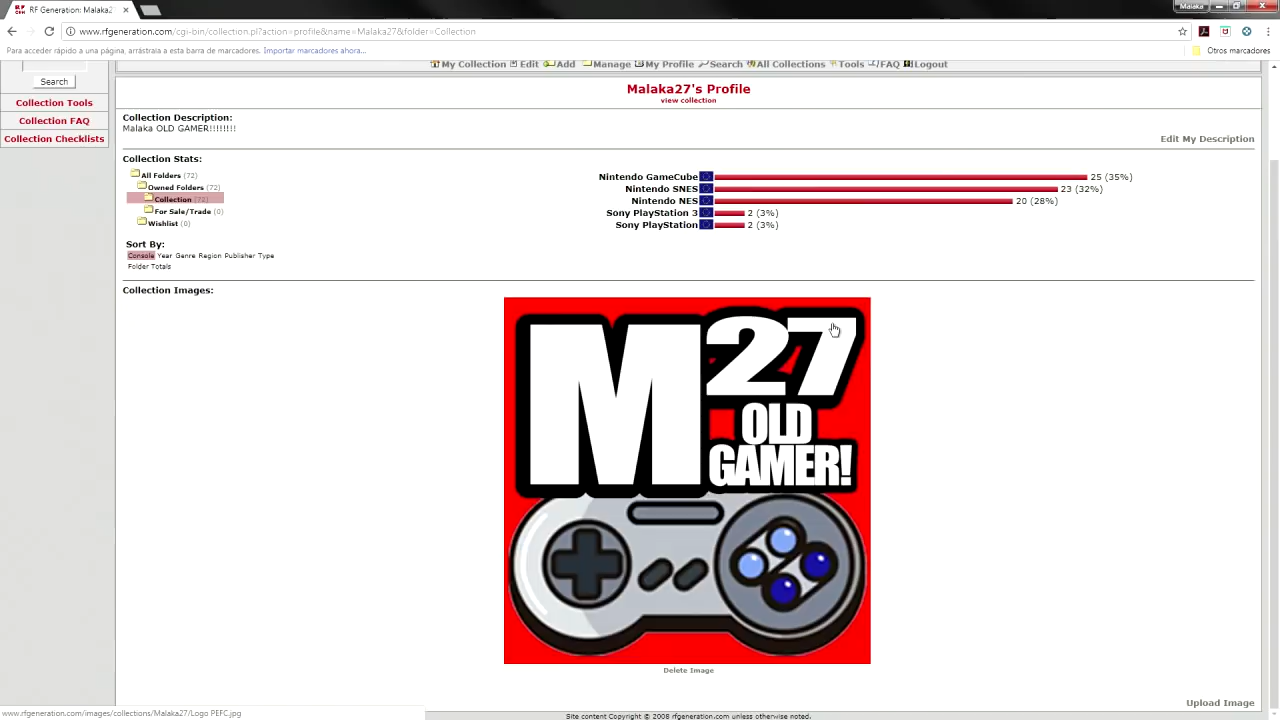 RF Generation: Malaka2
Malaka
www.rfgeneration.com/cgi-bin/collection.pl?action=profile&name=Malaka27&folder=Collection
Para acceder rápido a una página, arrástrala a esta barra de marcadores. Importar marcadores ahora...
Otros marcadores
My Collection Edit Add Manage My Profile Search All Collections Tools /FAQ Logout
Search
Collection Tools
Collection FAQ
Collection Checklists
Malaka27's Profile
view collection
Collection Description:
Malaka OLD GAMER!!!!!!!!
Edit My Description
Collection Stats:
All Folders (72)
Owned Folders (72)
Collection (72)
For Sale/Trade (0)
Wishlist (0)
Nintendo GameCube 25 (35%)
Nintendo SNES 23 (32%)
Nintendo NES 20 (28%)
Sony PlayStation 3 2 (3%)
Sony PlayStation 2 (3%)
Sort By:
Console Year Genre Region Publisher Type
Folder Totals
Collection Images:
M27
OLD
GAMER!
Delete Image
Upload Image
www.rfgeneration.com/images/collections/Malaka27/Logo PEFC.jpg
Site content Copyright © 2008 rfgeneration.com unless otherwise noted.